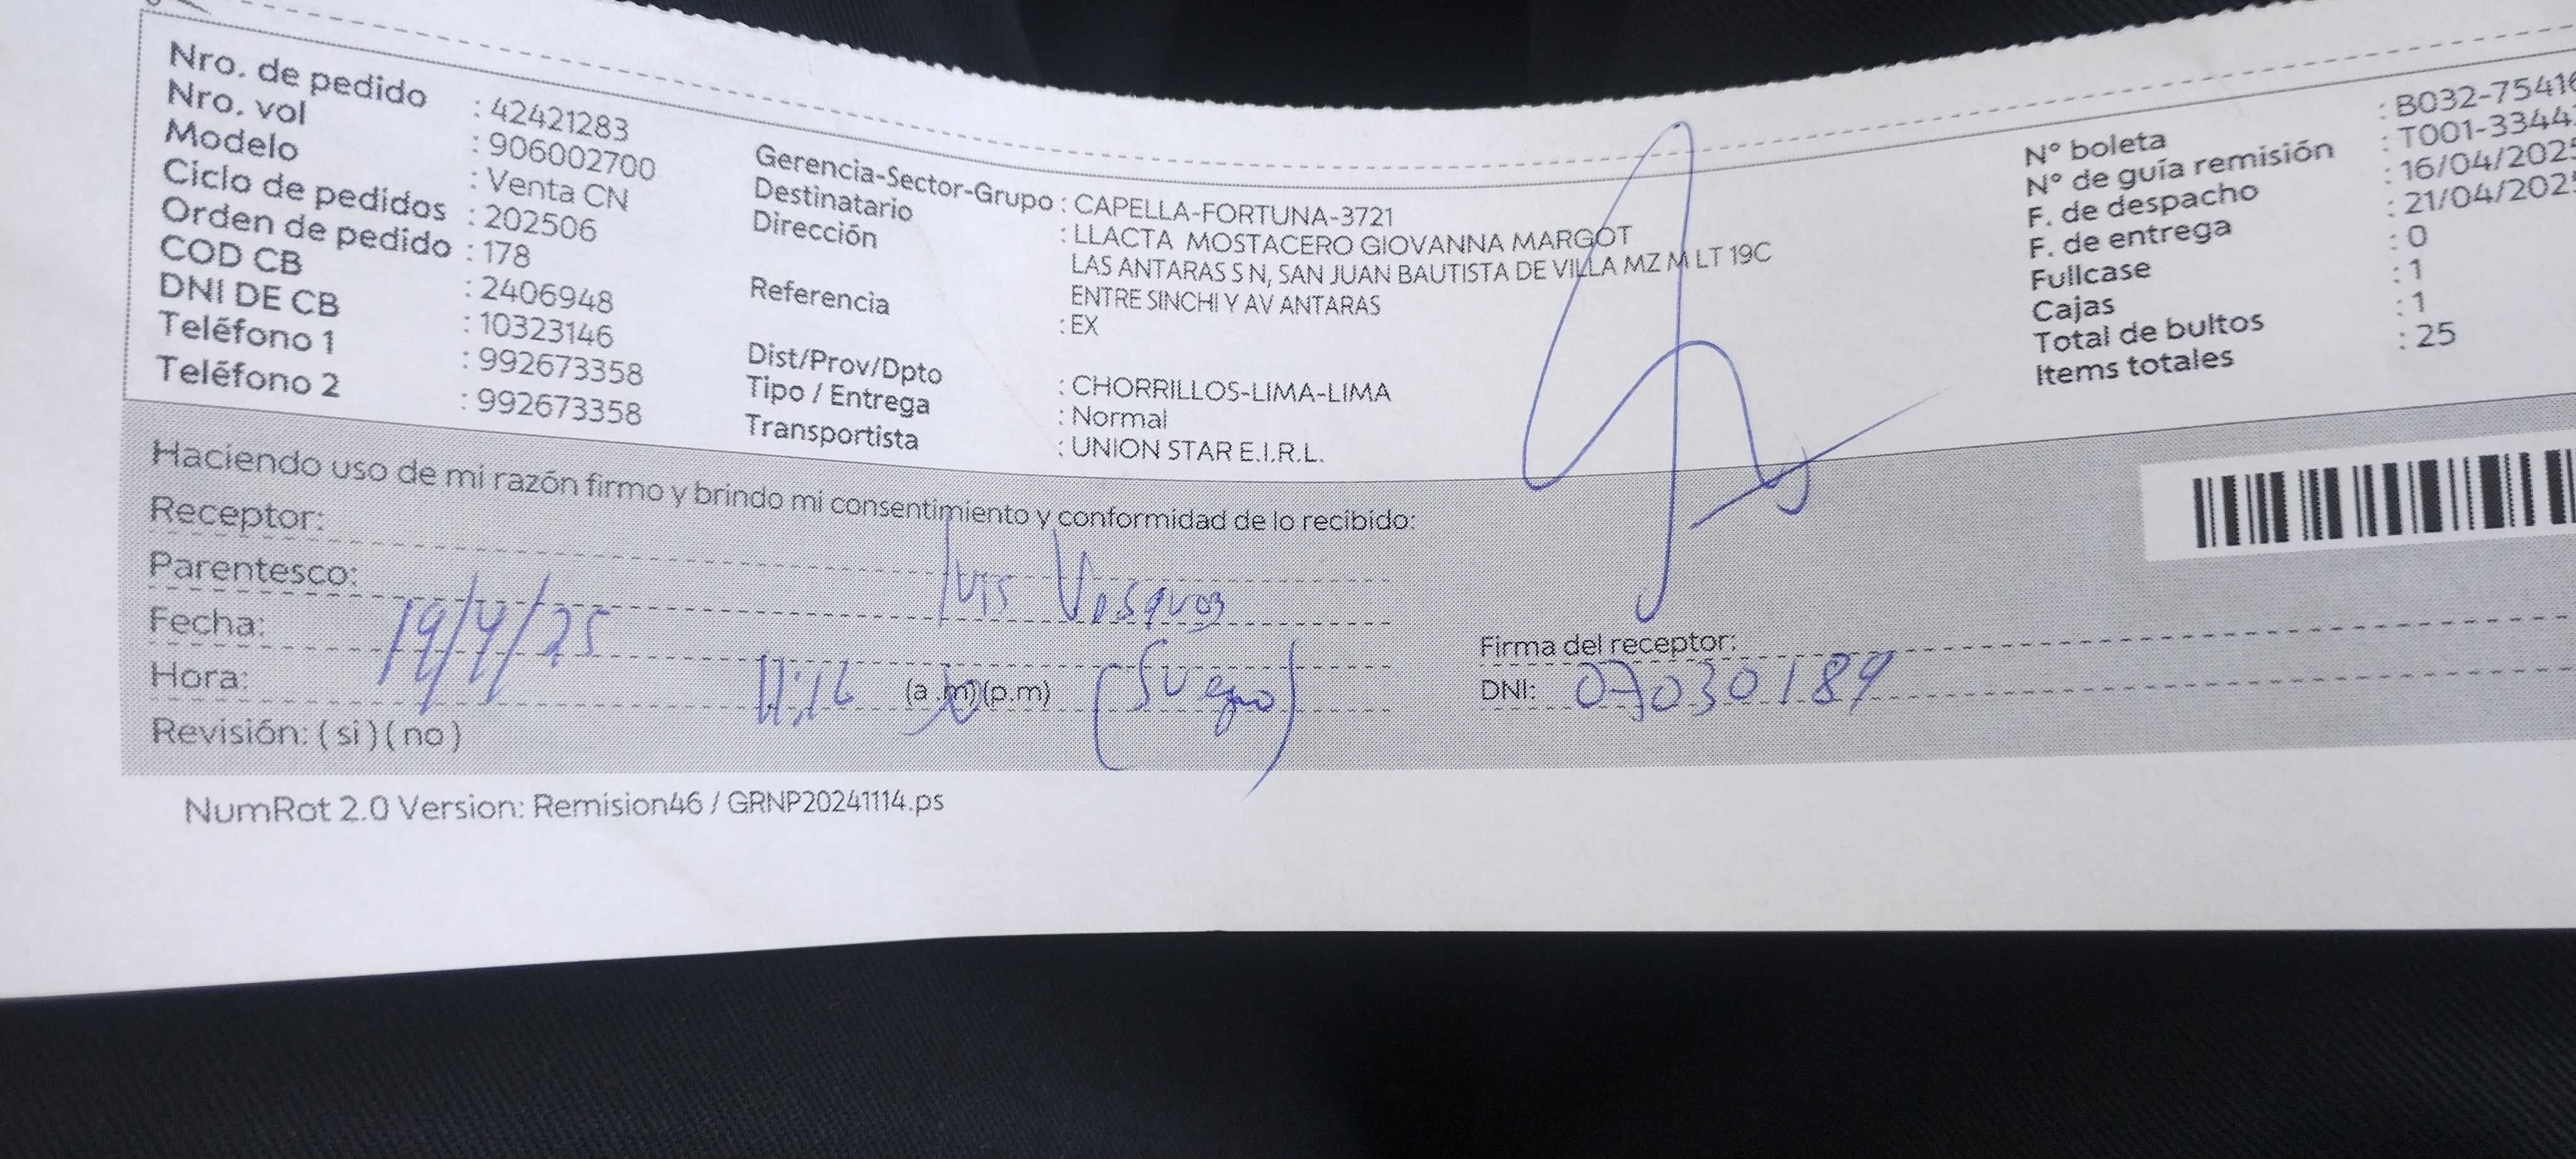 Nro. de pedido : 42421283
Nro. vol : 906002700
Modelo : Venta CN
Ciclo de pedidos : 202506
Orden de pedido : 178
COD CB : 2406948
DNI DE CB : 10323146
Teléfono 1 : 992673358
Teléfono 2 : 992673358
Gerencia-Sector-Grupo : CAPELLA-FORTUNA-3721
Destinatario : LLACTA MOSTACERO GIOVANNA MARGOT
Dirección LAS ANTARAS S N, SAN JUAN BAUTISTA DE VILLA MZ M LT 19C
ENTRE SINCHI Y AV ANTARAS
Referencia : EX
Dist/Prov/Dpto : CHORRILLOS-LIMA-LIMA
Tipo / Entrega : Normal
Transportista : UNION STAR E.I.R.L.
N° boleta : B032-7541
N° de guía remisión : T001-3344
F. de despacho : 16/04/2025
F. de entrega : 21/04/202
Fullcase : 0
Cajas : 1
Total de bultos : 1
Items totales : 25
Haciendo uso de mi razón firmo y brindo mi consentimiento y conformidad de lo recibido:
Receptor: Luis Vasquez
Parentesco: (Suegro)
Fecha: 19/4/25
Hora: 11:16 (a.m)(p.m)
Revisión: (si)(no)
Firma del receptor:
DNI: 07030189
NumRot 2.0 Version: Remision46 / GRNP20241114.ps